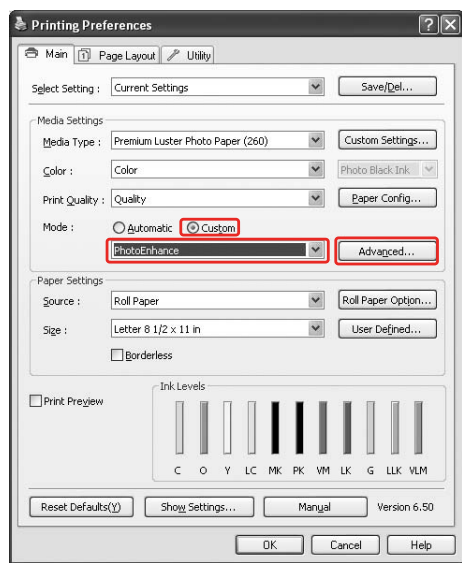 Printing Preferences
Main Page Layout Utility
Select Setting : Current Settings Save/Del...
Media Settings
Media Type : Premium Luster Photo Paper (260) Custom Settings...
Color : Color Photo Black Ink
Print Quality : Quality Paper Config...
Mode : Automatic Custom
PhotoEnhance Advanced...
Paper Settings
Source : Roll Paper Roll Paper Option...
Size : Letter 8 1/2 x 11 in User Defined...
Borderless
Print Preview
Ink Levels
C O Y LC MK PK VM LK G LLK VLM
Reset Defaults(Y) Show Settings... Manual Version 6.50
OK Cancel Help